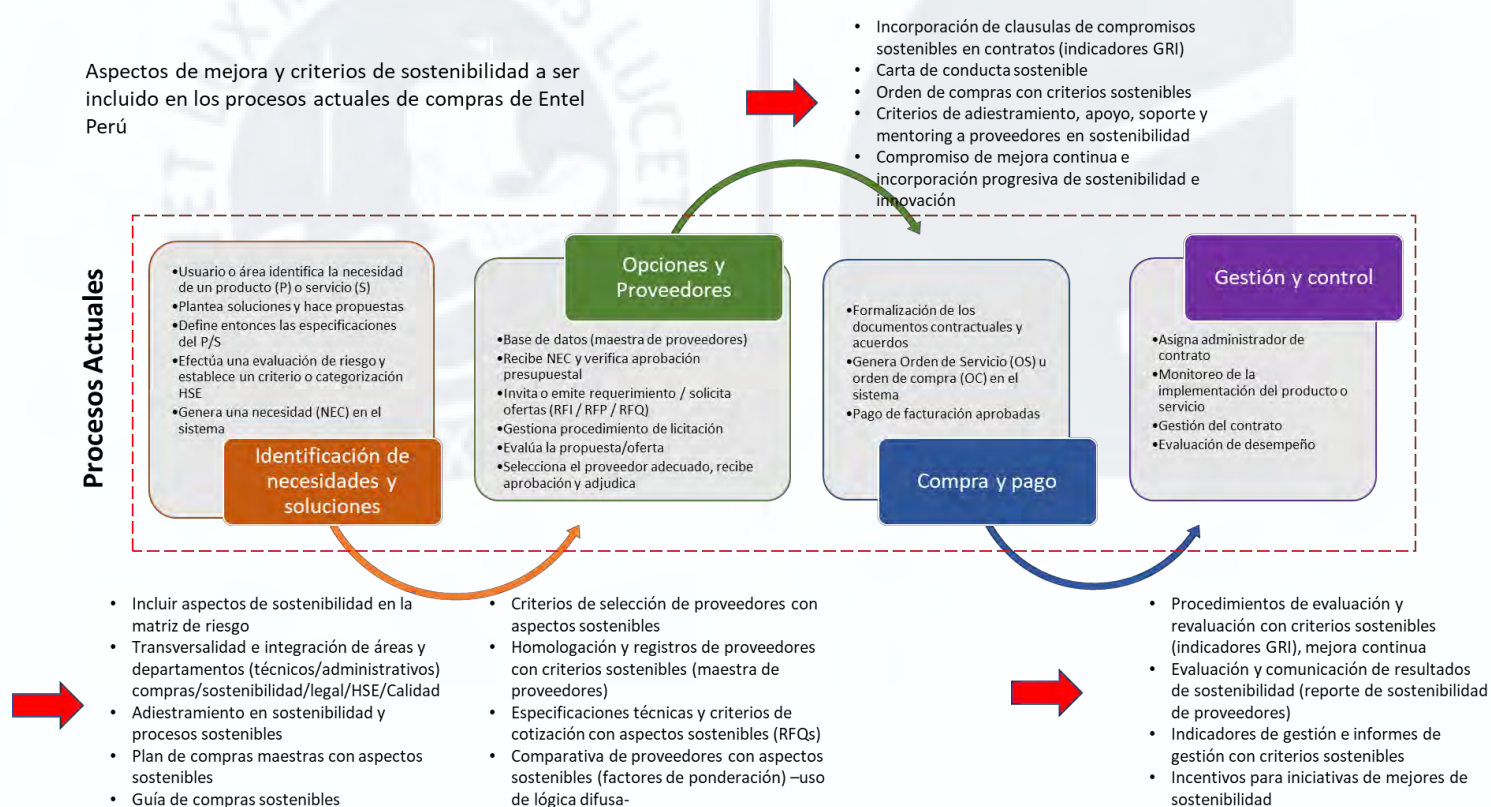 Aspectos de mejora y criterios de sostenibilidad a ser
incluido en los procesos actuales de compras de Entel
Perú
• Incorporación de clausulas de compromisos
sostenibles en contratos (indicadores GRI)
• Carta de conducta sostenible
• Orden de compras con criterios sostenibles
• Criterios de adiestramiento, apoyo, soporte y
mentoring a proveedores en sostenibilidad
• Compromiso de mejora continua e
incorporación progresiva de sostenibilidad e
innovación
Procesos Actuales
•Usuario o área identifica la necesidad
de un producto (P) o servicio (S)
•Plantea soluciones y hace propuestas
•Define entonces las especificaciones
del P/S
•Efectúa una evaluación de riesgo y
establece un criterio o categorización
HSE
•Genera una necesidad (NEC) en el
sistema
Identificación de
necesidades y
soluciones
Opciones y
Proveedores
•Base de datos (maestra de proveedores)
•Recibe NEC y verifica aprobación
presupuestal
•Invita o emite requerimiento / solicita
ofertas (RFI / RFP / RFQ)
•Gestiona procedimiento de licitación
•Evalúa la propuesta/oferta
•Selecciona el proveedor adecuado, recibe
aprobación y adjudica
•Formalización de los
documentos contractuales y
acuerdos
•Genera Orden de Servicio (OS) u
orden de compra (OC) en el
sistema
•Pago de facturación aprobadas
Compra y pago
Gestión y control
•Asigna administrador de
contrato
•Monitoreo de la
implementación del producto o
servicio
•Gestión del contrato
•Evaluación de desempeño
• Incluir aspectos de sostenibilidad en la
matriz de riesgo
• Transversalidad e integración de áreas y
departamentos (técnicos/administrativos)
compras/sostenibilidad/legal/HSE/Calidad
• Adiestramiento en sostenibilidad y
procesos sostenibles
• Plan de compras maestras con aspectos
sostenibles
• Guía de compras sostenibles
• Criterios de selección de proveedores con
aspectos sostenibles
• Homologación y registros de proveedores
con criterios sostenibles (maestra de
proveedores)
• Especificaciones técnicas y criterios de
cotización con aspectos sostenibles (RFQs)
• Comparativa de proveedores con aspectos
sostenibles (factores de ponderación) –uso
de lógica difusa-
• Procedimientos de evaluación y
revaluación con criterios sostenibles
(indicadores GRI), mejora continua
• Evaluación y comunicación de resultados
de sostenibilidad (reporte de sostenibilidad
de proveedores)
• Indicadores de gestión e informes de
gestión con criterios sostenibles
• Incentivos para iniciativas de mejores de
sostenibilidad